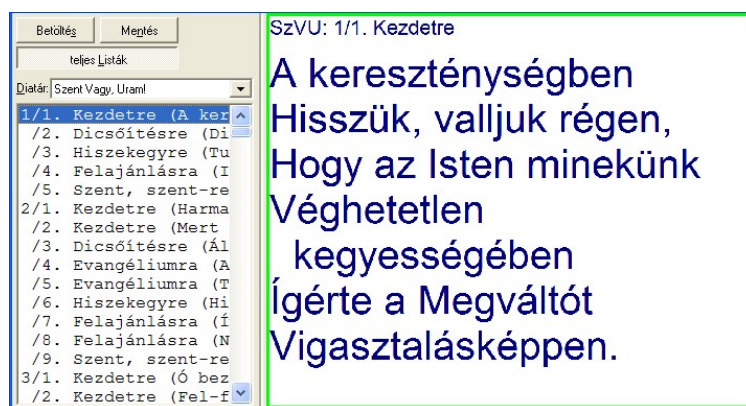 Betöltés Mentés
teljes Listák
Diatár: Szent Vagy, Uram!
1/1. Kezdetre (A ker
/2. Dicsőítésre (Di
/3. Hiszekegyre (Tu
/4. Felajánlásra (I
/5. Szent, szent-re
2/1. Kezdetre (Harma
/2. Kezdetre (Mert
/3. Dicsőítésre (Ál
/4. Evangéliumra (A
/5. Evangéliumra (T
/6. Hiszekegyre (Hi
/7. Felajánlásra (Í
/8. Felajánlásra (N
/9. Szent, szent-re
3/1. Kezdetre (Ó bez
/2. Kezdetre (Fel-f
SzVU: 1/1. Kezdetre
A kereszténységben
Hisszük, valljuk régen,
Hogy az Isten minekünk
Véghetetlen
kegyességében
Ígérte a Megváltót
Vigasztalásképpen.